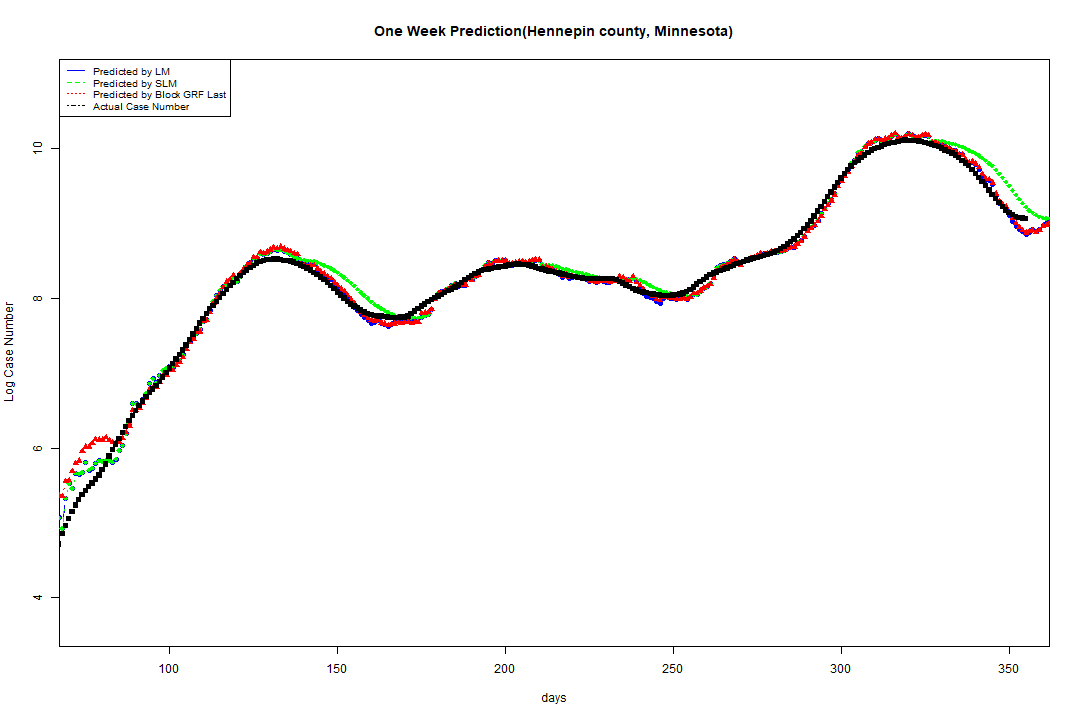 One Week Prediction(Hennepin county, Minnesota)
Predicted by LM
Predicted by SLM
Predicted by Block GRF Last
Actual Case Number
10
8
6
4
Log Case Number
100 150 200 250 300 350
days